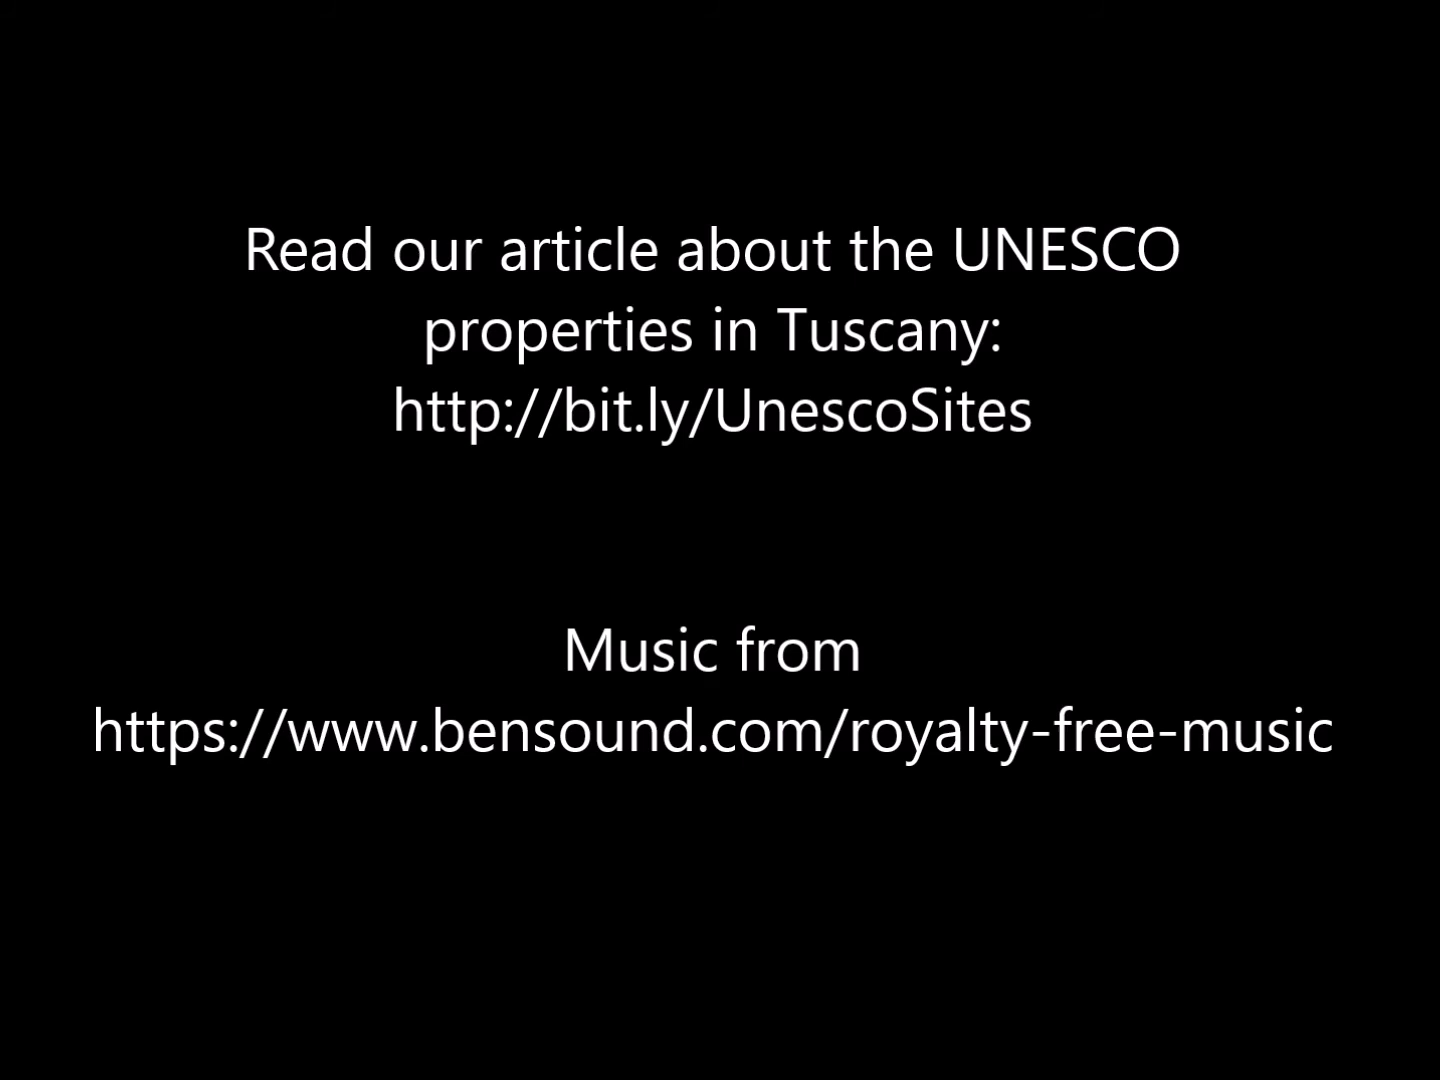 Read our article about the UNESCO
properties in Tuscany:
http://bit.ly/UnescoSites
Music from
https://www.bensound.com/royalty-free-music